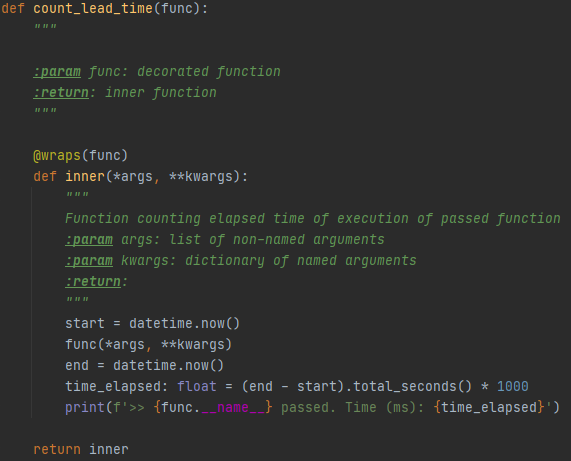 def count_lead_time(func):
    """

    :param func: decorated function
    :return: inner function
    """

    @wraps(func)
    def inner(*args, **kwargs):
        """
        Function counting elapsed time of execution of passed function
        :param args: list of non-named arguments
        :param kwargs: dictionary of named arguments
        :return:
        """
        start = datetime.now()
        func(*args, **kwargs)
        end = datetime.now()
        time_elapsed: float = (end - start).total_seconds() * 1000
        print(f'>> {func.__name__} passed. Time (ms): {time_elapsed}')

    return inner